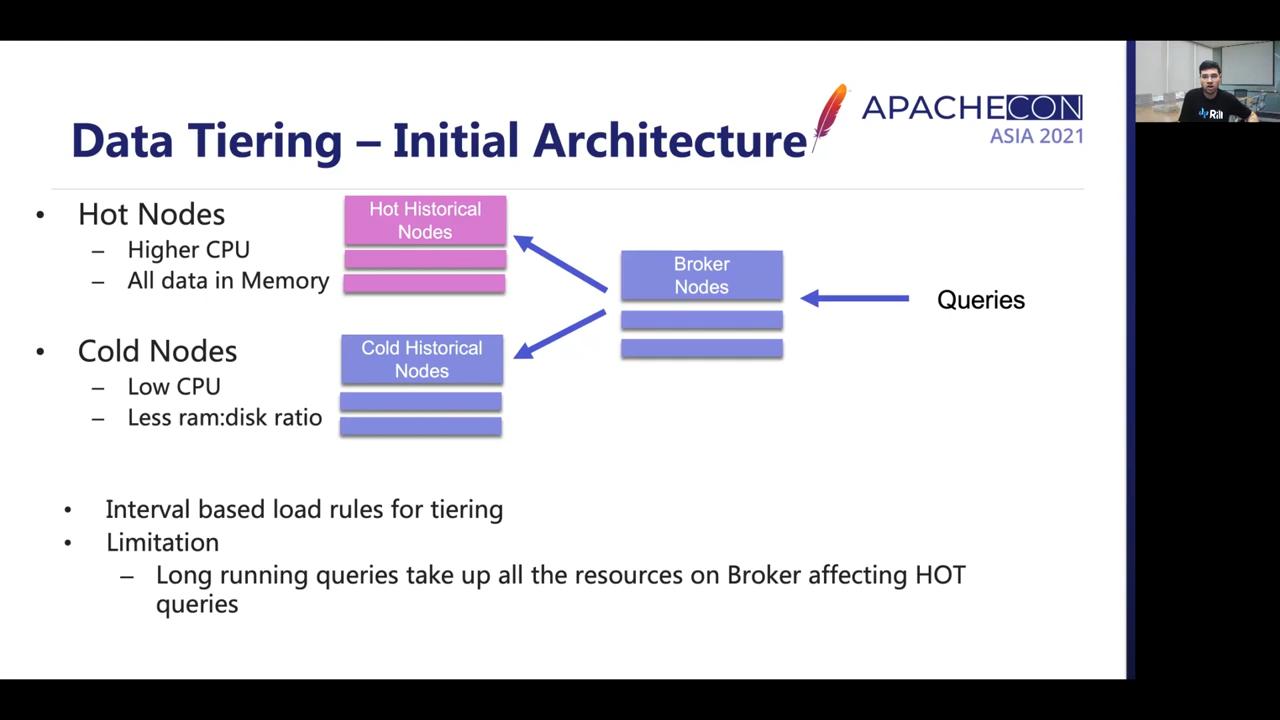 APACHECON
ASIA 2021
Data Tiering – Initial Architecture
• Hot Nodes
– Higher CPU
– All data in Memory
Hot Historical
Nodes
Broker
Nodes
Queries
• Cold Nodes
– Low CPU
– Less ram:disk ratio
Cold Historical
Nodes
• Interval based load rules for tiering
• Limitation
– Long running queries take up all the resources on Broker affecting HOT
queries
Rill